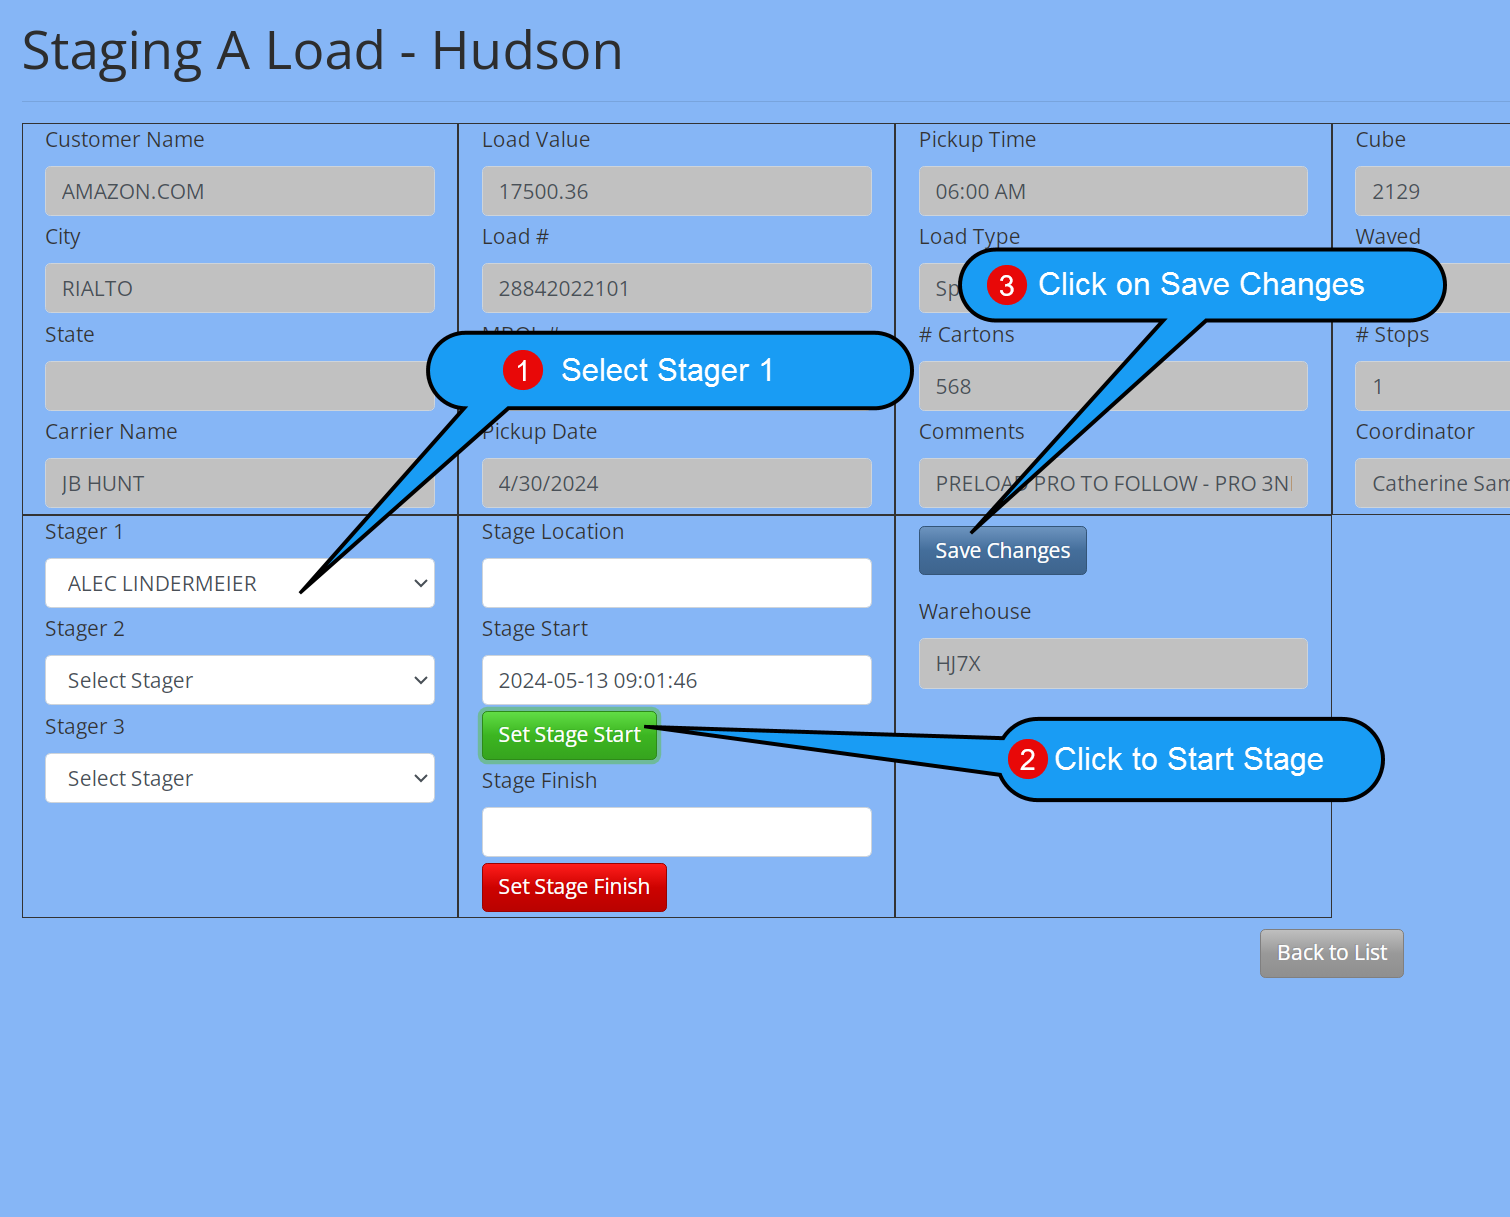 Staging A Load - Hudson
Customer Name
AMAZON.COM
City
RIALTO
State
Carrier Name
JB HUNT
Load Value
17500.36
Load #
28842022101
Pickup Date
4/30/2024
Pickup Time
06:00 AM
Load Type
Sp
# Cartons
568
Comments
PRELOAD PRO TO FOLLOW - PRO 3N
Cube
2129
Waved
# Stops
1
Coordinator
Catherine Sam
1 Select Stager 1
3 Click on Save Changes
Stager 1
ALEC LINDERMEIER
Stager 2
Select Stager
Stager 3
Select Stager
Stage Location
Stage Start
2024-05-13 09:01:46
Set Stage Start
Stage Finish
Set Stage Finish
Save Changes
Warehouse
HJ7X
2 Click to Start Stage
Back to List